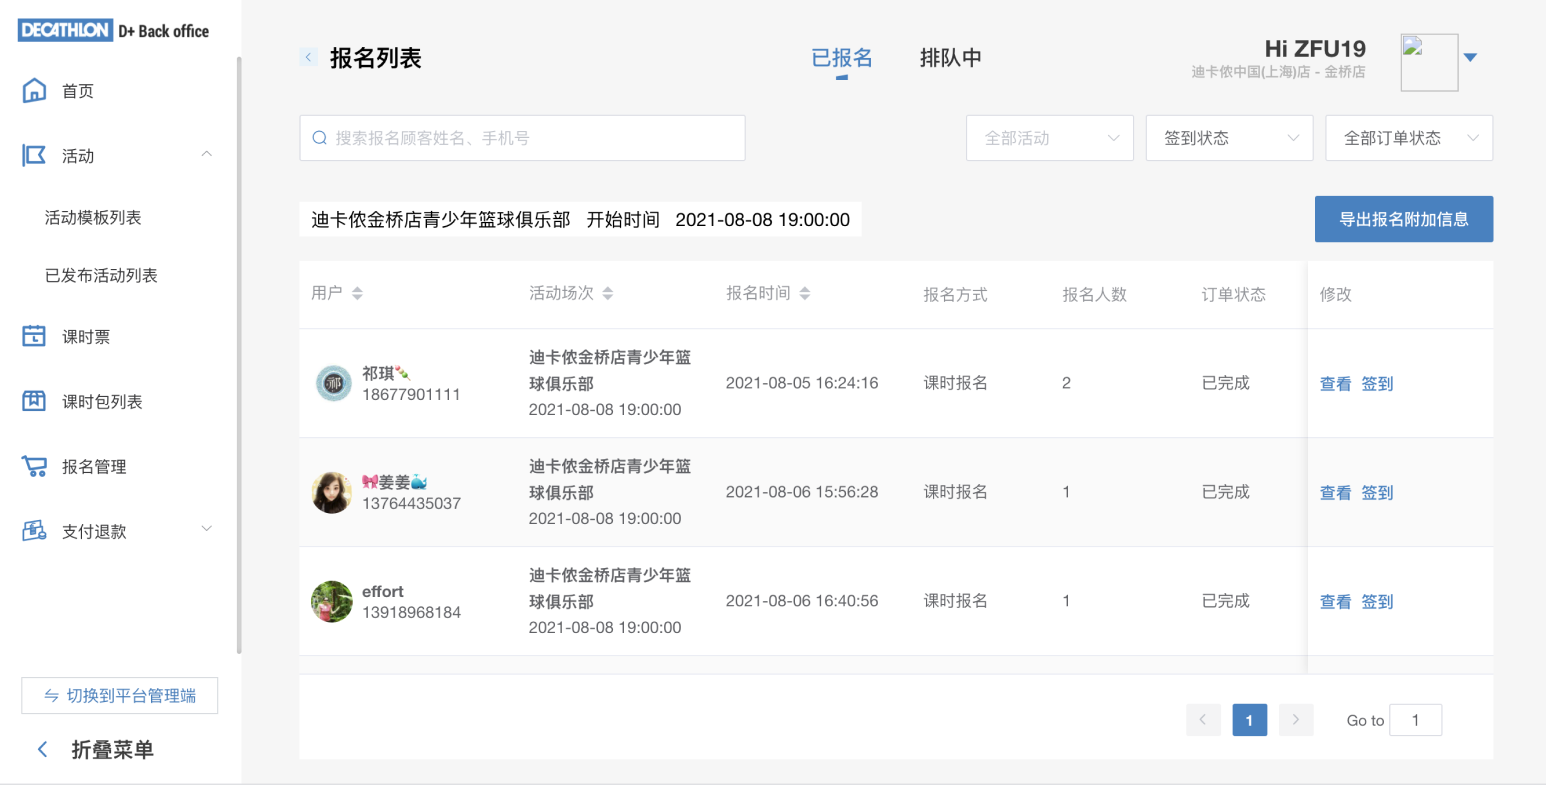 DECATHLON D+ Back office
首页
活动
活动模板列表
已发布活动列表
课时票
课时包列表
报名管理
支付退款
切换到平台管理端
折叠菜单
报名列表
已报名
排队中
Hi ZFU19
迪卡侬中国(上海)店 - 金桥店
搜索报名顾客姓名、手机号
全部活动
签到状态
全部订单状态
迪卡侬金桥店青少年篮球俱乐部 开始时间 2021-08-08 19:00:00
导出报名附加信息
用户 活动场次 报名时间 报名方式 报名人数 订单状态 修改
祁
祁琪🍡
18677901111
迪卡侬金桥店青少年篮
球俱乐部
2021-08-08 19:00:00
2021-08-05 16:24:16
课时报名
2
已完成
查看 签到
🎀姜姜🐳
13764435037
迪卡侬金桥店青少年篮
球俱乐部
2021-08-08 19:00:00
2021-08-06 15:56:28
课时报名
1
已完成
查看 签到
effort
13918968184
迪卡侬金桥店青少年篮
球俱乐部
2021-08-08 19:00:00
2021-08-06 16:40:56
课时报名
1
已完成
查看 签到
1
Go to 1